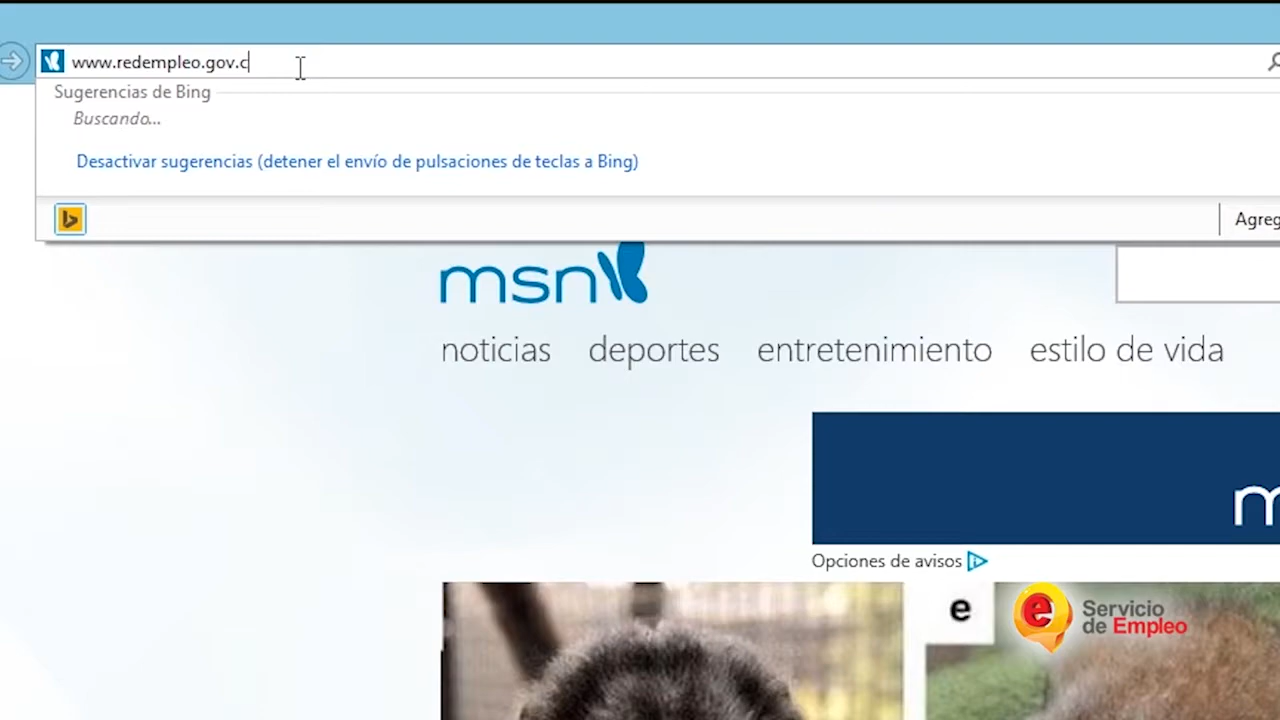 www.redempleo.gov.c
Sugerencias de Bing
Buscando...
Desactivar sugerencias (detener el envío de pulsaciones de teclas a Bing)
Agreg
msn
noticias deportes entretenimiento estilo de vida
m
Opciones de avisos
e
e
Servicio
de Empleo